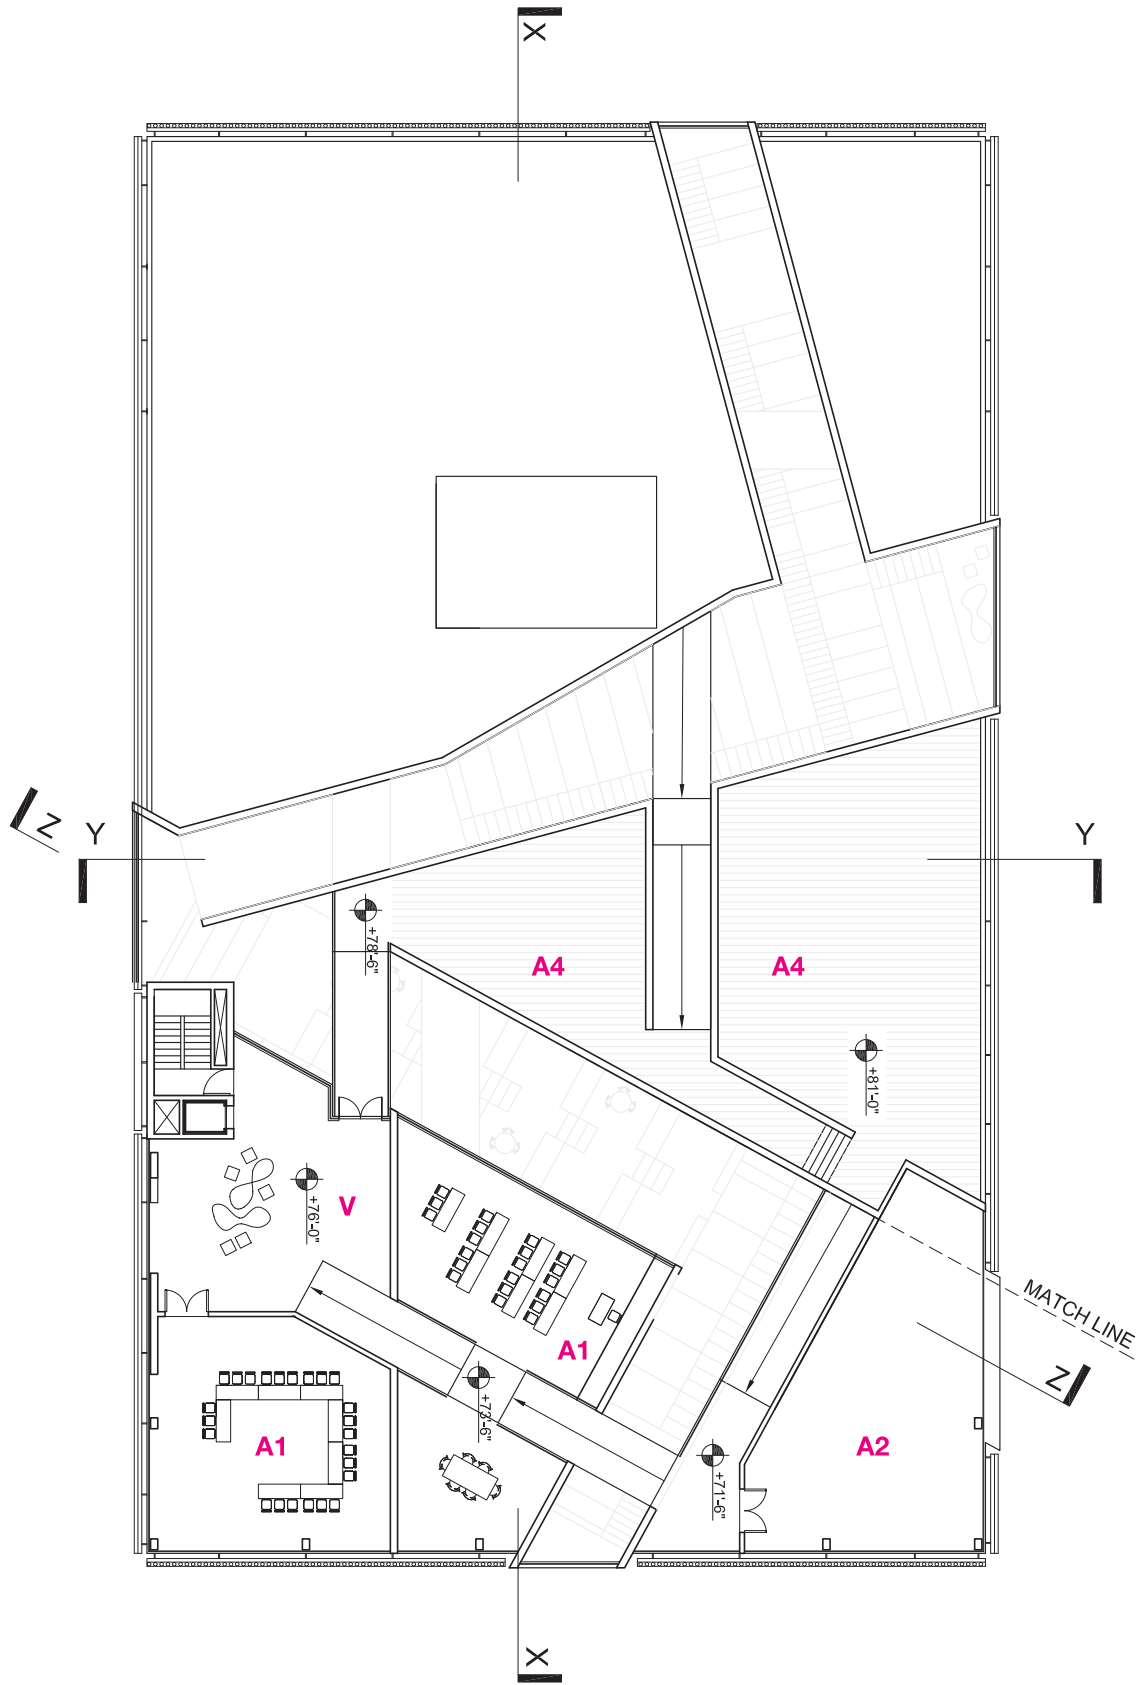 X
Z
Y
Y
+78'-6"
A4
A4
+81'-0"
+76'-0"
V
MATCH LINE
A1
Z
+73'-6"
A1
A2
+71'-6"
X